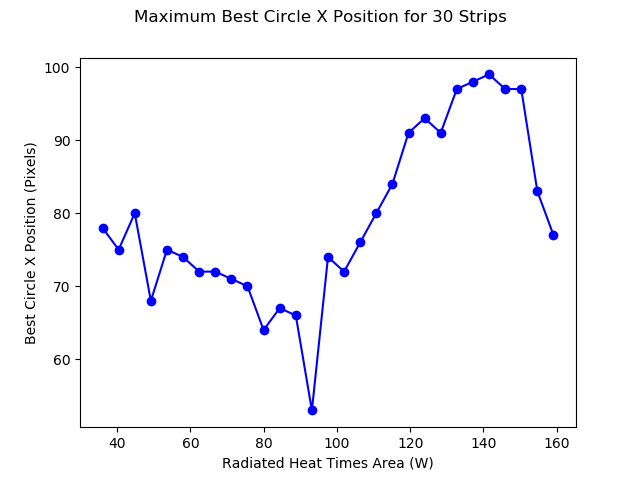 Maximum Best Circle X Position for 30 Strips
100
90
80
70
60
Best Circle X Position (Pixels)
40 60 80 100 120 140 160
Radiated Heat Times Area (W)